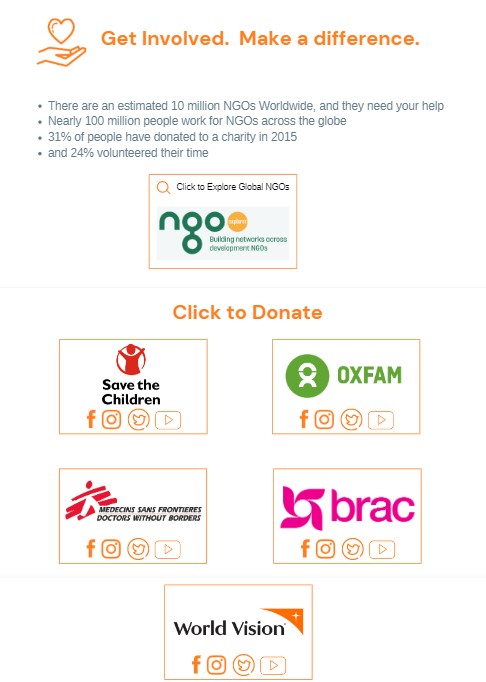 Get Involved.  Make a difference.
• There are an estimated 10 million NGOs Worldwide, and they need your help
• Nearly 100 million people work for NGOs across the globe
• 31% of people have donated to a charity in 2015
• and 24% volunteered their time
Click to Explore Global NGOs
ngo explorer
Building networks across
development NGOs
Click to Donate
Save the
Children
OXFAM
MEDECINS SANS FRONTIERES
DOCTORS WITHOUT BORDERS
brac
World Vision